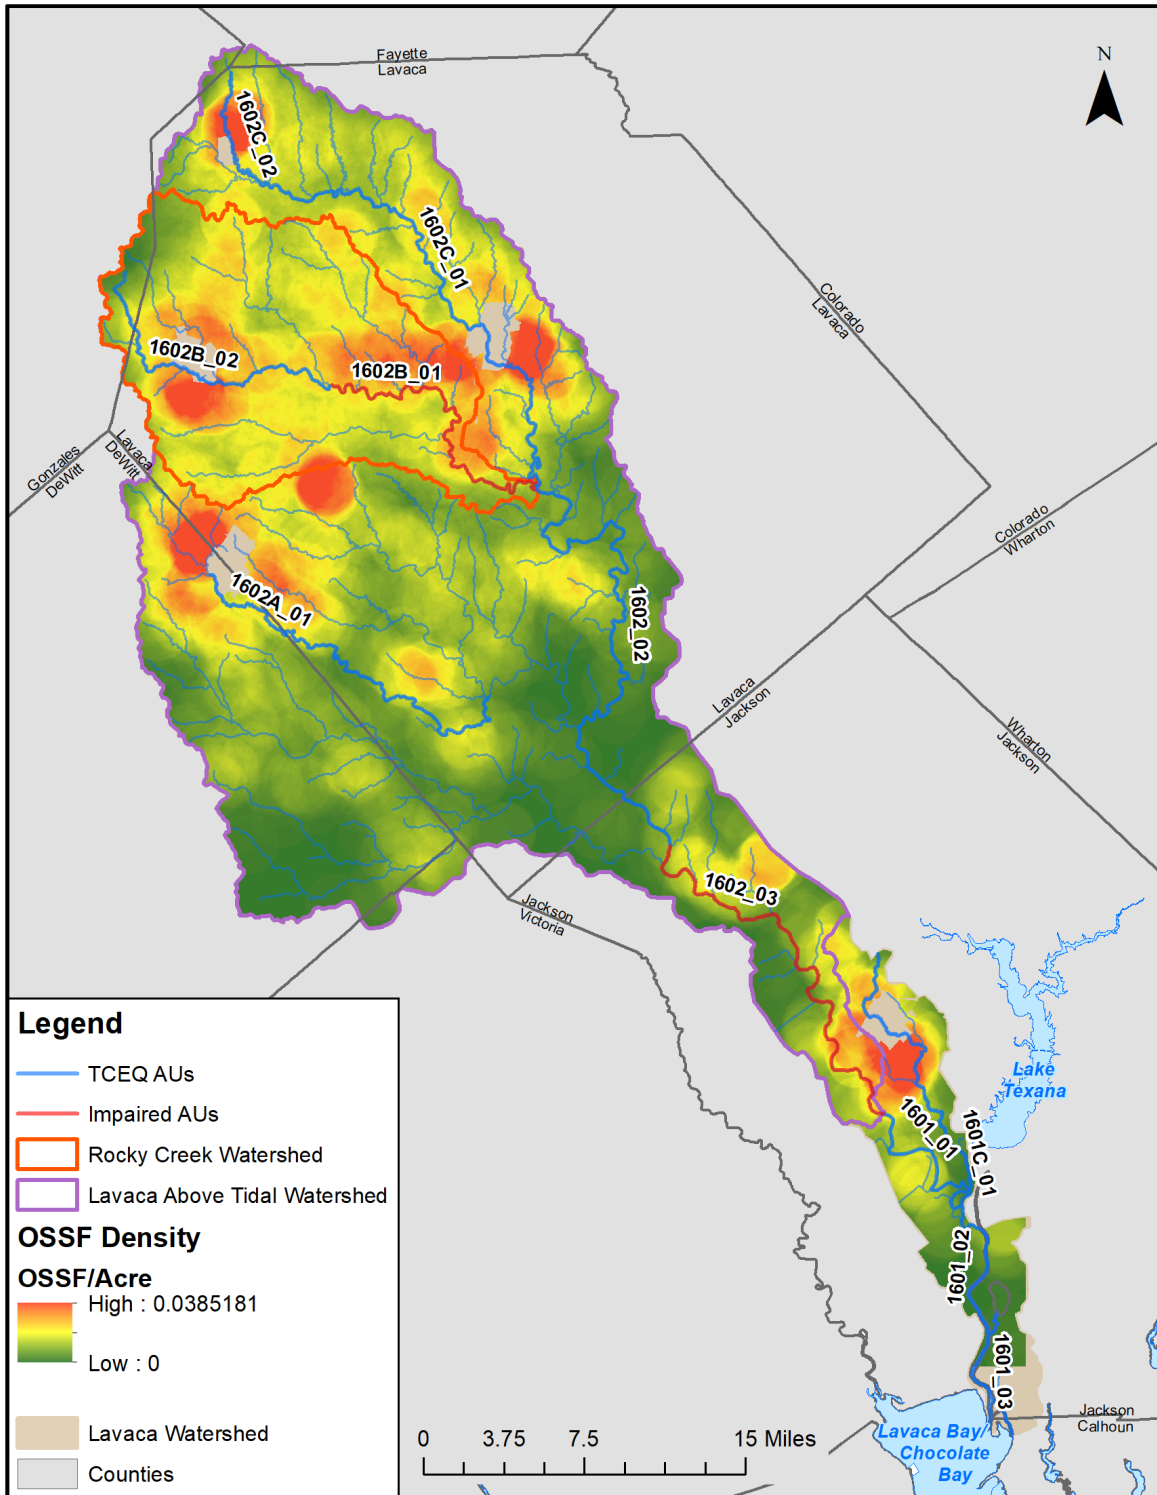 Fayette
Lavaca
N
1602C_02
1602C_01
Colorado
Lavaca
1602B_02
1602B_01
Gonzales
DeWitt
Lavaca
DeWitt
Colorado
Wharton
1602A_01
1602_02
Lavaca
Jackson
Wharton
Jackson
1602_03
Jackson
Victoria
Lake
Texana
1601_01
1601C_01
1601_02
1601_03
Jackson
Calhoun
Lavaca Bay/
Chocolate
Bay
Legend
TCEQ AUs
Impaired AUs
Rocky Creek Watershed
Lavaca Above Tidal Watershed
OSSF Density
OSSF/Acre
High : 0.0385181
Low : 0
Lavaca Watershed
Counties
0 3.75 7.5 15 Miles